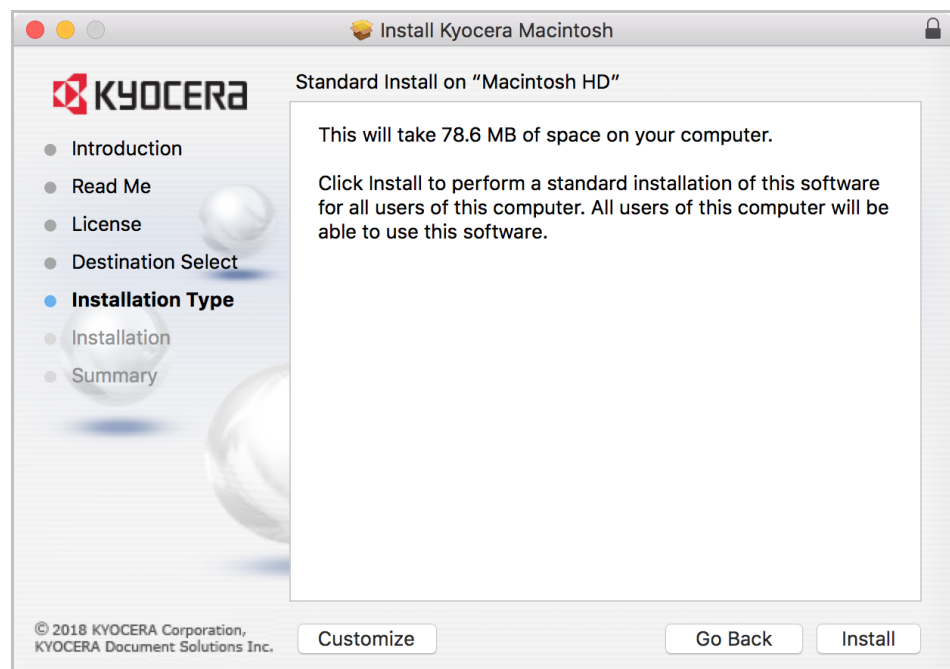 Install Kyocera Macintosh
KYOCERA
Standard Install on “Macintosh HD”
Introduction
Read Me
License
Destination Select
Installation Type
Installation
Summary
This will take 78.6 MB of space on your computer.
Click Install to perform a standard installation of this software
for all users of this computer. All users of this computer will be
able to use this software.
© 2018 KYOCERA Corporation,
KYOCERA Document Solutions Inc.
Customize
Go Back
Install